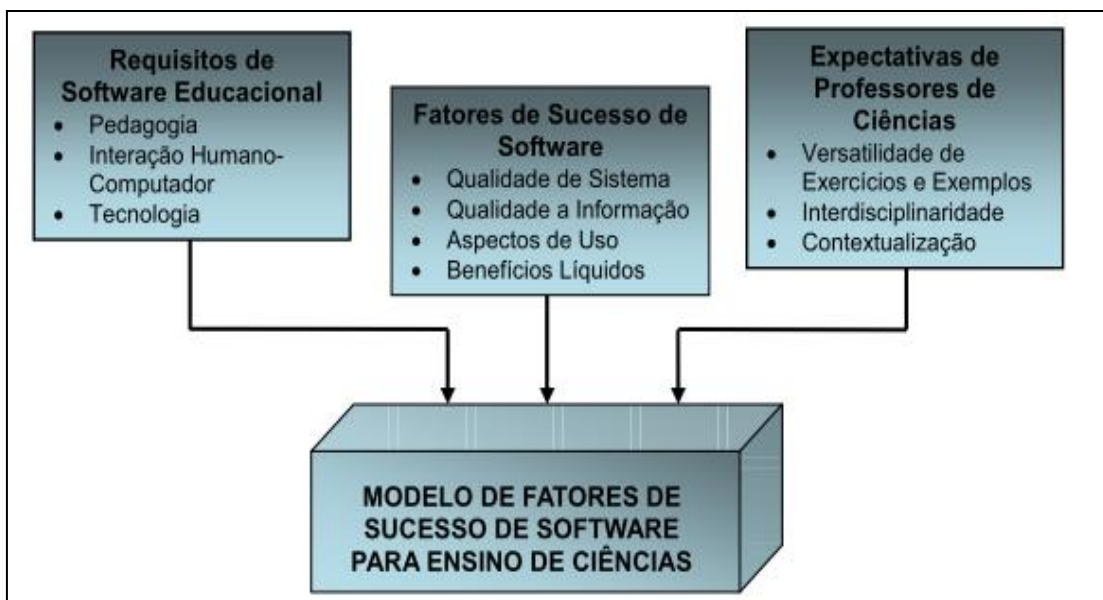 Requisitos de
Software Educacional
• Pedagogia
• Interação Humano-
Computador
• Tecnologia
Fatores de Sucesso de
Software
• Qualidade de Sistema
• Qualidade a Informação
• Aspectos de Uso
• Benefícios Líquidos
Expectativas de
Professores de
Ciências
• Versatilidade de
Exercícios e Exemplos
• Interdisciplinaridade
• Contextualização
MODELO DE FATORES DE
SUCESSO DE SOFTWARE
PARA ENSINO DE CIÊNCIAS